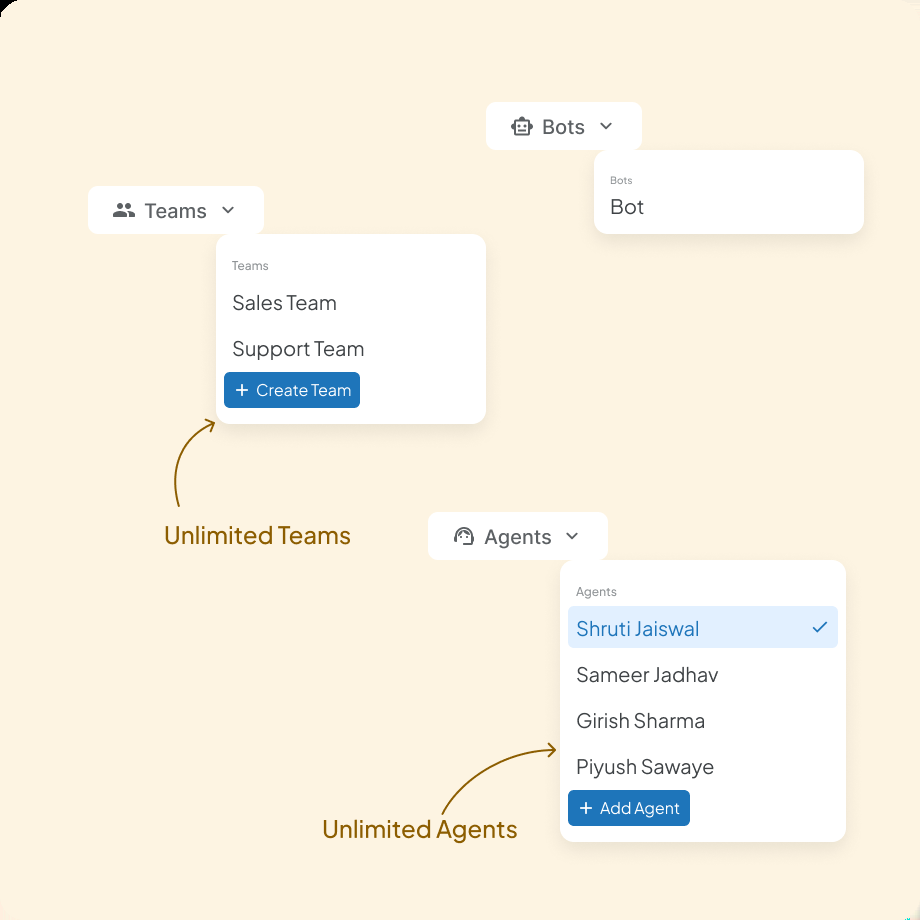 Bots
Bots
Bot
Teams
Teams
Sales Team
Support Team
+ Create Team
Unlimited Teams
Agents
Agents
Shruti Jaiswal
Sameer Jadhav
Girish Sharma
Piyush Sawaye
+ Add Agent
Unlimited Agents